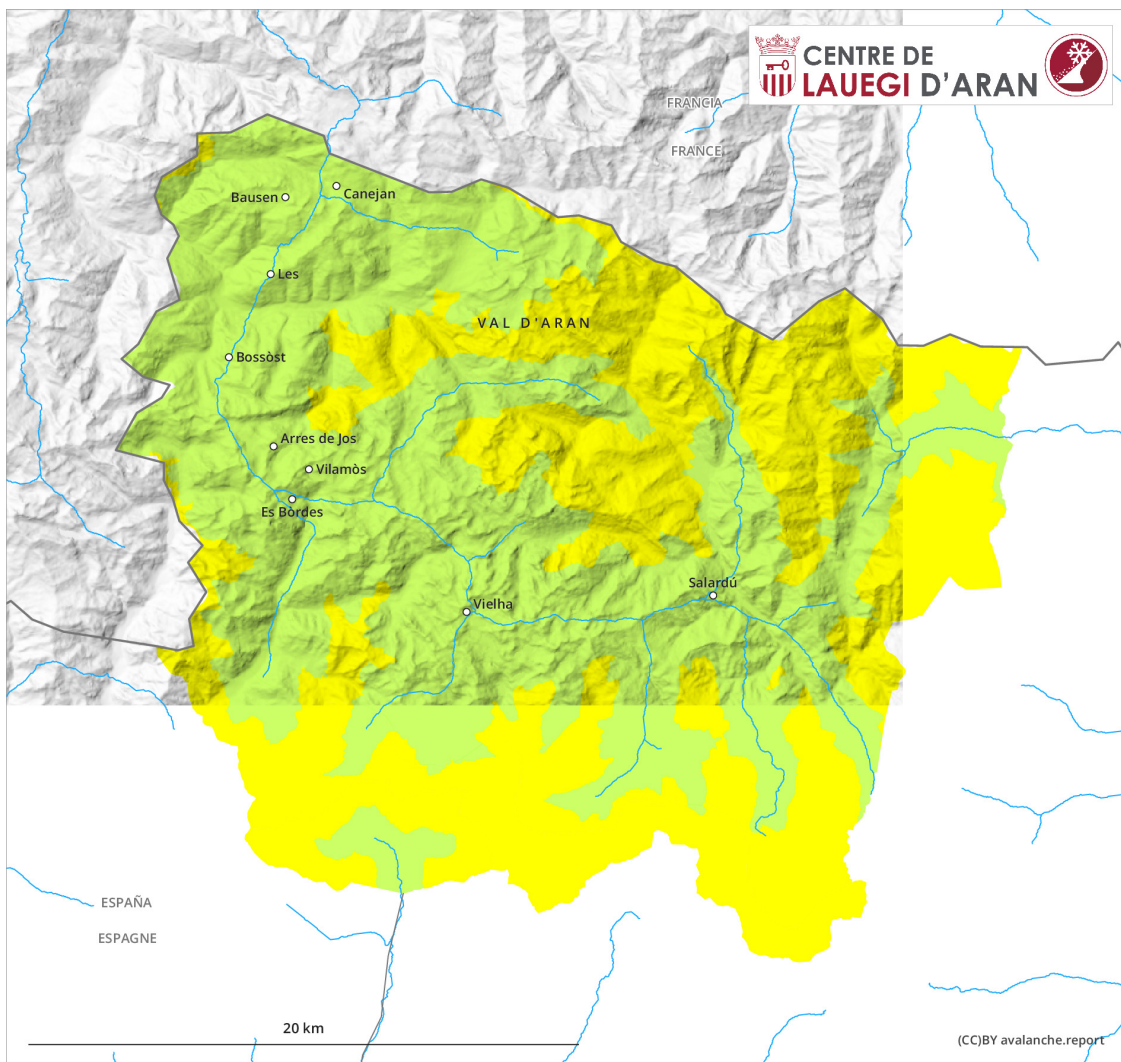 CENTRE DE
LAUEGI D'ARAN
FRANCIA
FRANCE
Bausen
Canejan
Les
VAL D'ARAN
Bossòst
Arres de Jos
Vilamòs
Es Bòrdes
Salardú
Vielha
ESPAÑA
ESPAGNE
20 km
(CC)BY avalanche.report